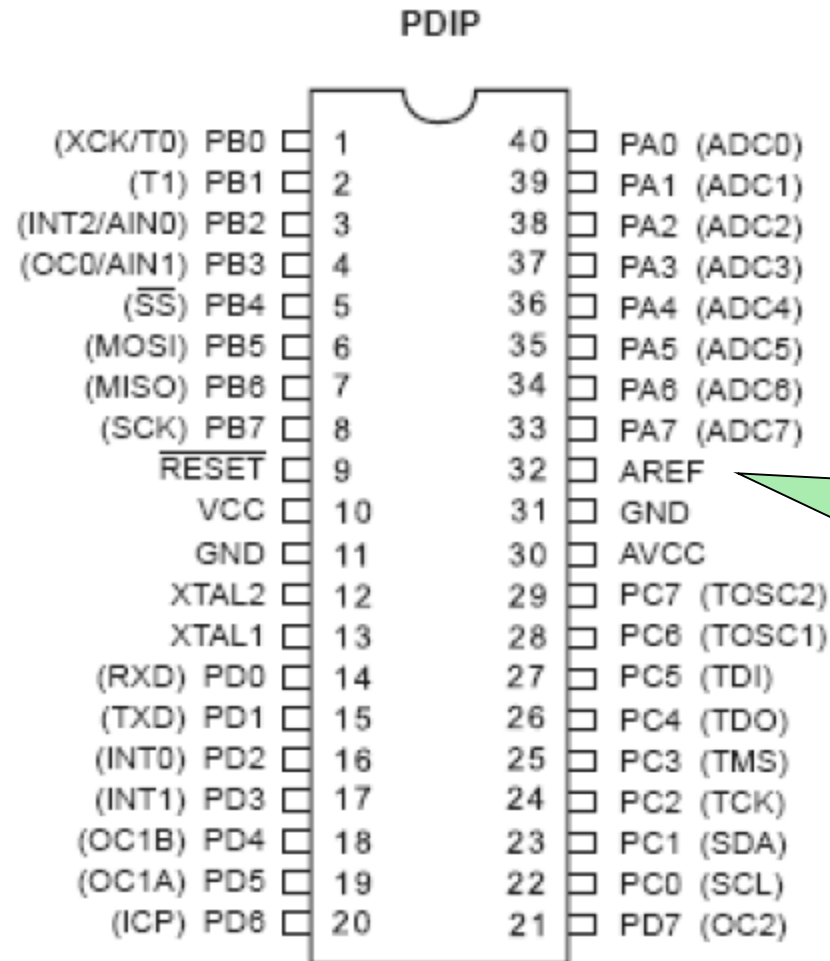 PDIP
(XCK/T0) PB0 1 40 PA0 (ADC0)
(T1) PB1 2 39 PA1 (ADC1)
(INT2/AIN0) PB2 3 38 PA2 (ADC2)
(OC0/AIN1) PB3 4 37 PA3 (ADC3)
(S̅S̅) PB4 5 36 PA4 (ADC4)
(MOSI) PB5 6 35 PA5 (ADC5)
(MISO) PB6 7 34 PA6 (ADC6)
(SCK) PB7 8 33 PA7 (ADC7)
R̅E̅S̅E̅T̅ 9 32 AREF
VCC 10 31 GND
GND 11 30 AVCC
XTAL2 12 29 PC7 (TOSC2)
XTAL1 13 28 PC6 (TOSC1)
(RXD) PD0 14 27 PC5 (TDI)
(TXD) PD1 15 26 PC4 (TDO)
(INT0) PD2 16 25 PC3 (TMS)
(INT1) PD3 17 24 PC2 (TCK)
(OC1B) PD4 18 23 PC1 (SDA)
(OC1A) PD5 19 22 PC0 (SCL)
(ICP) PD6 20 21 PD7 (OC2)